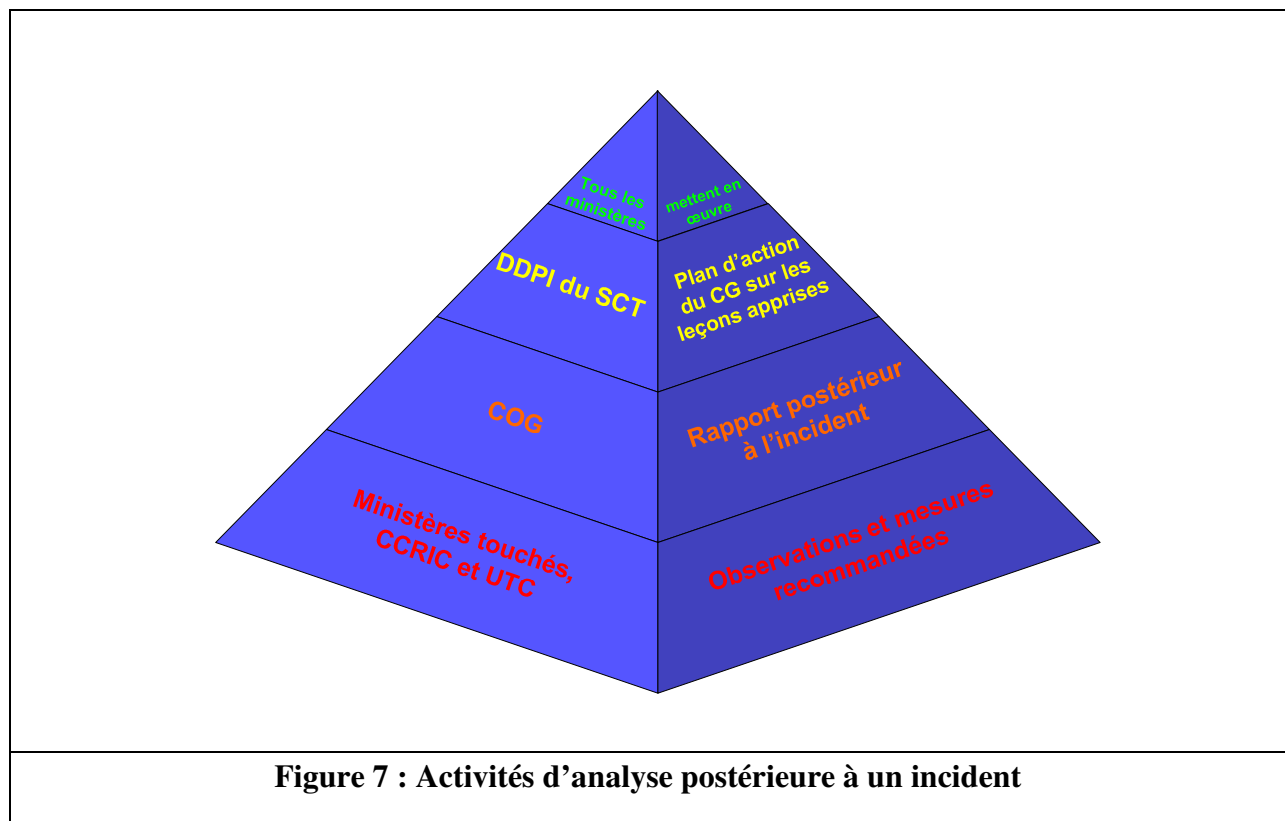 Tous les
ministères
mettent en
œuvre
DDPI du SCT
Plan d’action
du CG sur les
leçons apprises
COG
Rapport postérieur
à l’incident
Ministères touchés,
CCRIC et UTC
Observations et mesures
recommandées
Figure 7 : Activités d’analyse postérieure à un incident